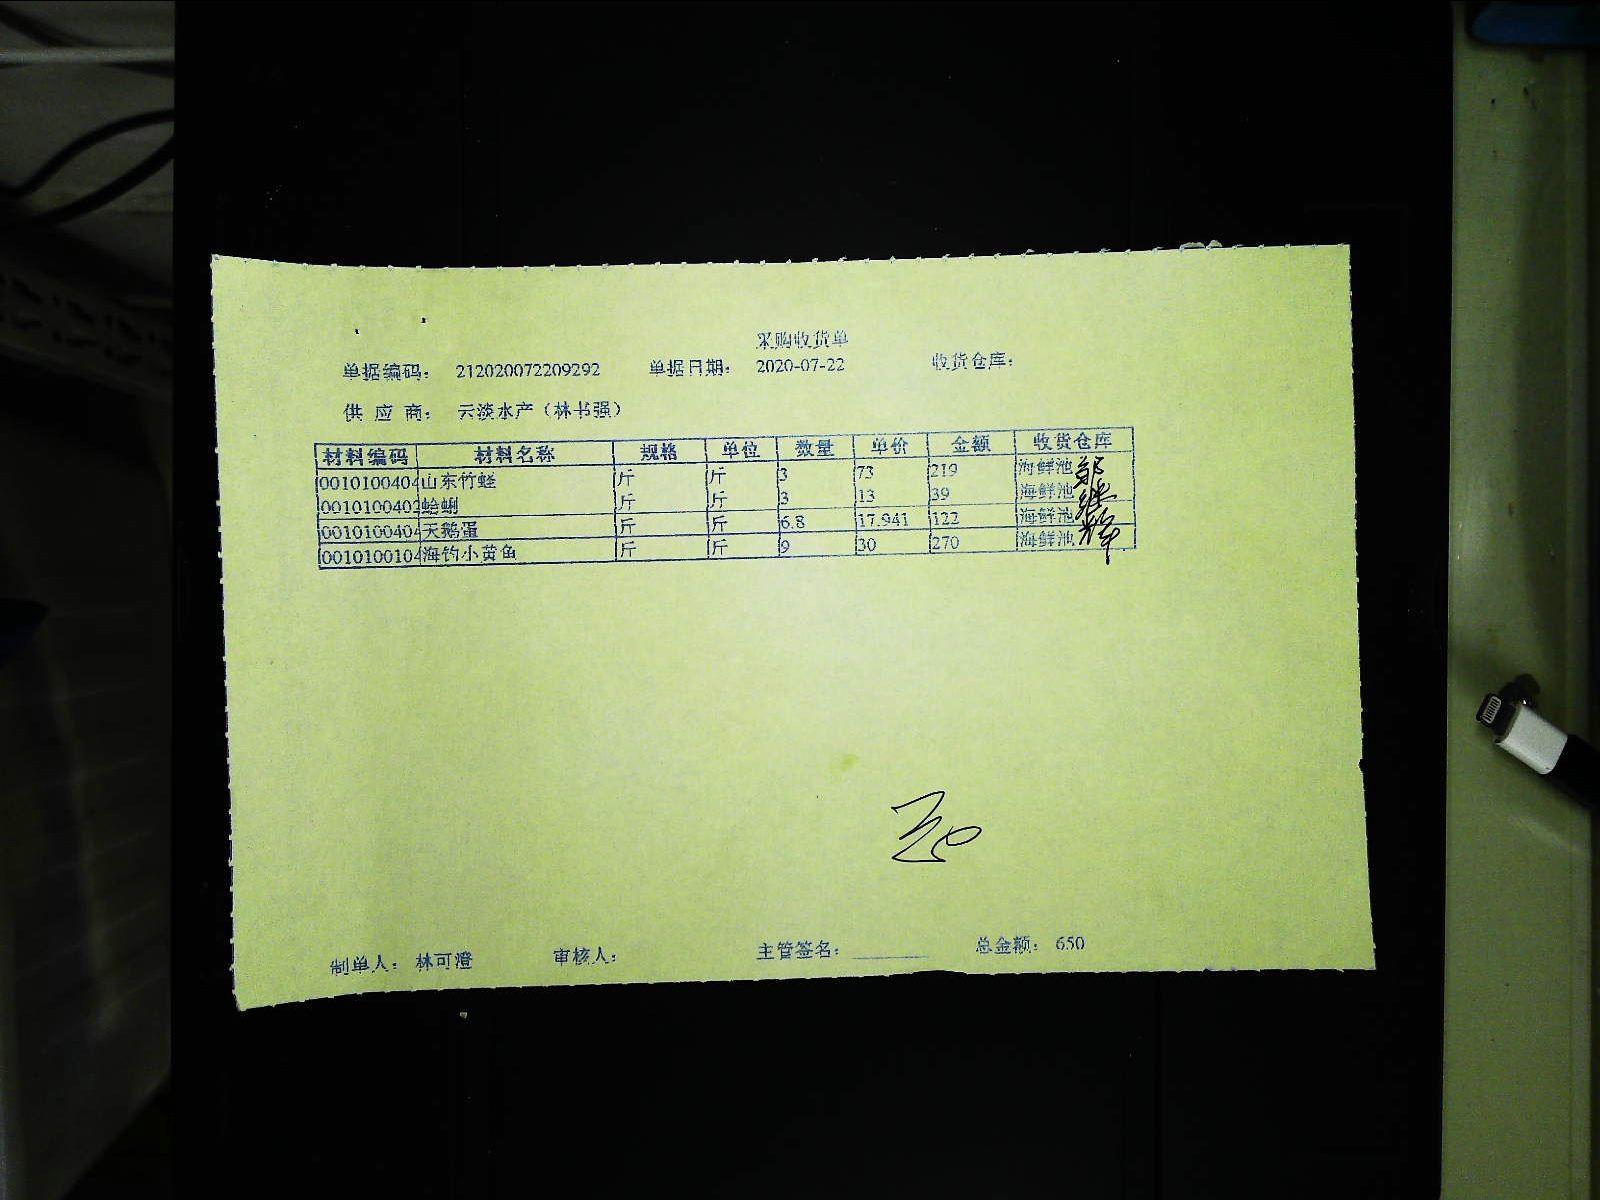 采购收货单
单据编码： 212020072209292 单据日期： 2020-07-22 收货仓库：
供 应 商： 云淡水产（林书强）
材料编码 材料名称 规格 单位 数量 单价 金额 收货仓库
0010100404 山东竹蛏 斤 斤 3 73 219 海鲜池
0010100402 蛤蜊 斤 斤 3 13 39 海鲜池
0010100404 天鹅蛋 斤 斤 6.8 17.941 122 海鲜池
0010100104 海钓小黄鱼 斤 斤 9 30 270 海鲜池
制单人： 林可澄 审核人： 主管签名： 总金额： 650